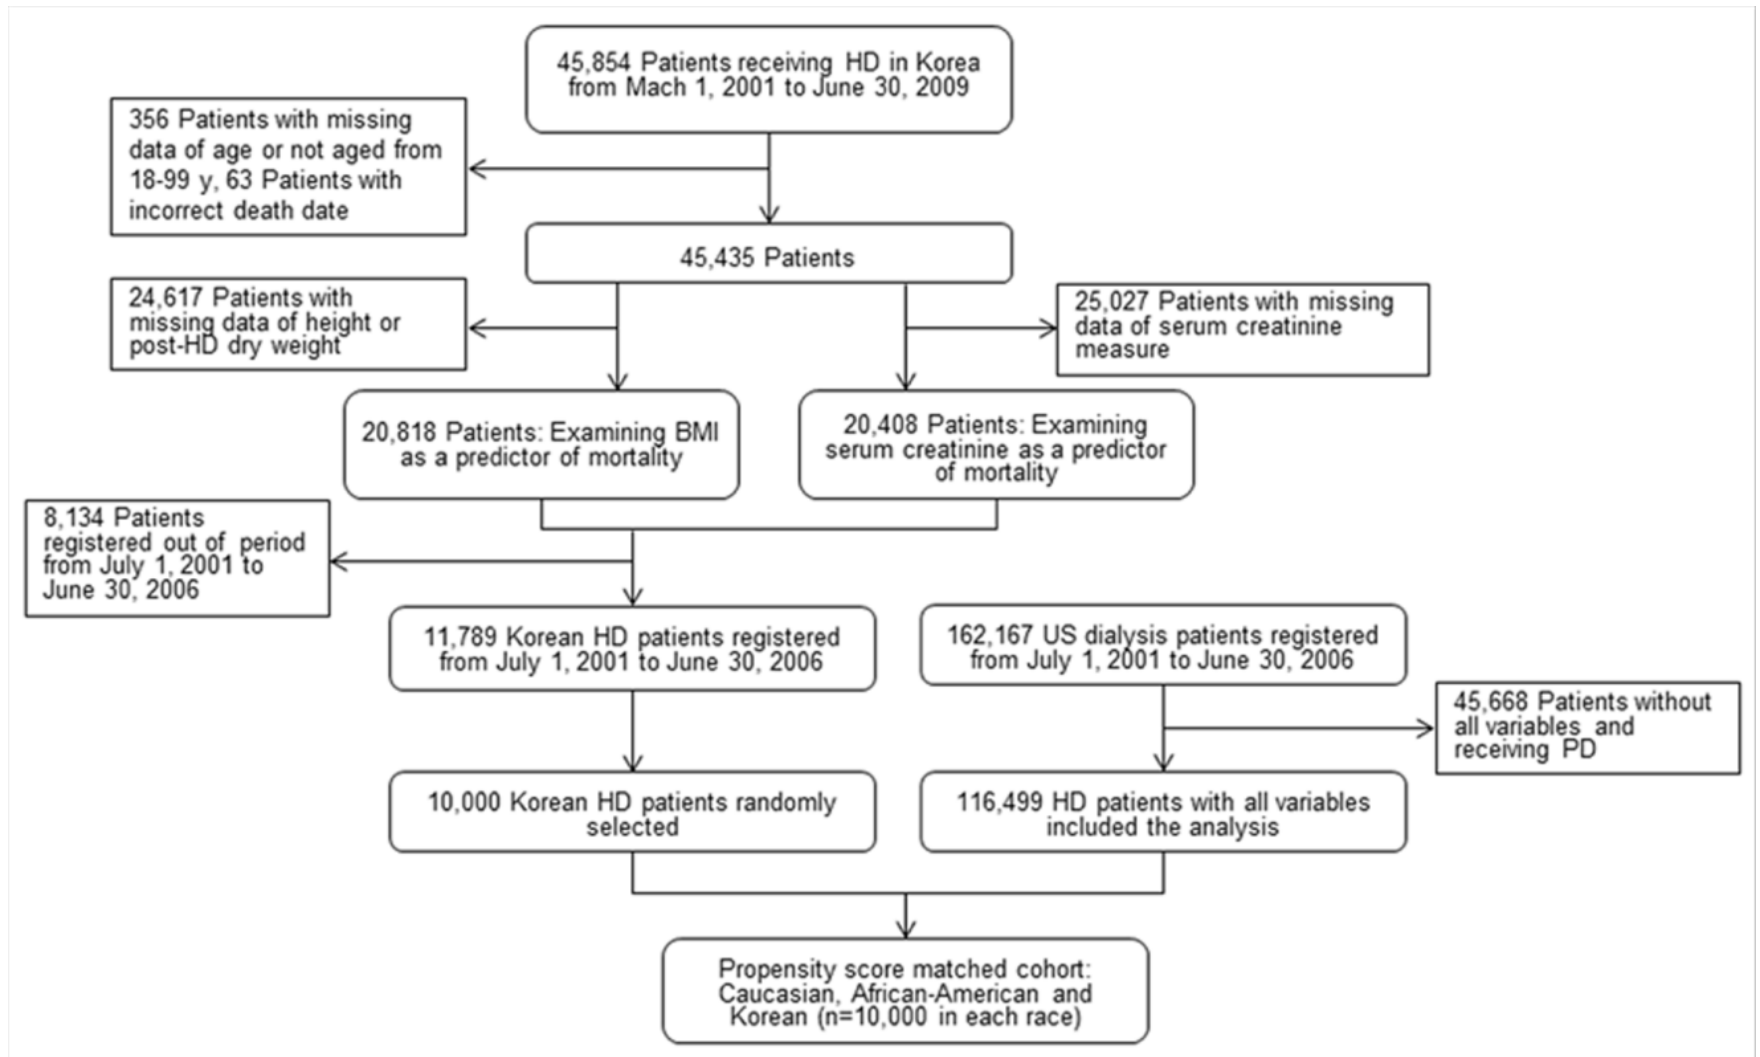 45,854 Patients receiving HD in Korea
from Mach 1, 2001 to June 30, 2009
356 Patients with missing
data of age or not aged from
18-99 y, 63 Patients with
incorrect death date
45,435 Patients
24,617 Patients with
missing data of height or
post-HD dry weight
25,027 Patients with missing
data of serum creatinine
measure
20,818 Patients: Examining BMI
as a predictor of mortality
20,408 Patients: Examining
serum creatinine as a predictor
of mortality
8,134 Patients
registered out of period
from July 1, 2001 to
June 30, 2006
11,789 Korean HD patients registered
from July 1, 2001 to June 30, 2006
162,167 US dialysis patients registered
from July 1, 2001 to June 30, 2006
45,668 Patients without
all variables and
receiving PD
10,000 Korean HD patients randomly
selected
116,499 HD patients with all variables
included the analysis
Propensity score matched cohort:
Caucasian, African-American and
Korean (n=10,000 in each race)